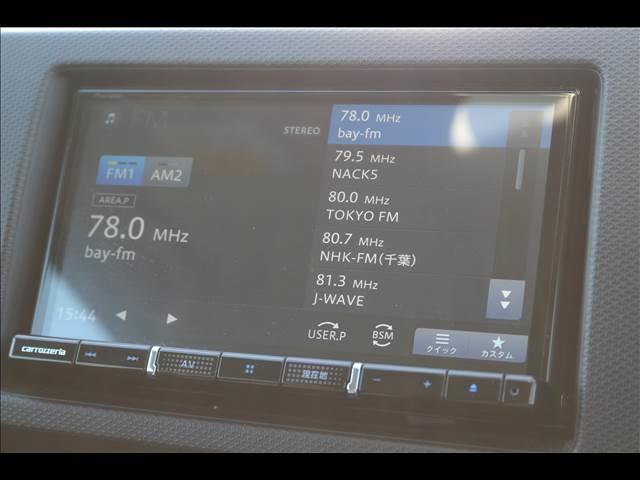 FM
STEREO
FM1 AM2
AREA.P
78.0 MHz
bay-fm
78.0 MHz
bay-fm
79.5 MHz
NACK5
80.0 MHz
TOKYO FM
80.7 MHz
NHK-FM(千葉)
81.3 MHz
J-WAVE
15:44
USER.P
BSM
クイック
カスタム
carrozzeria
AV
現在地